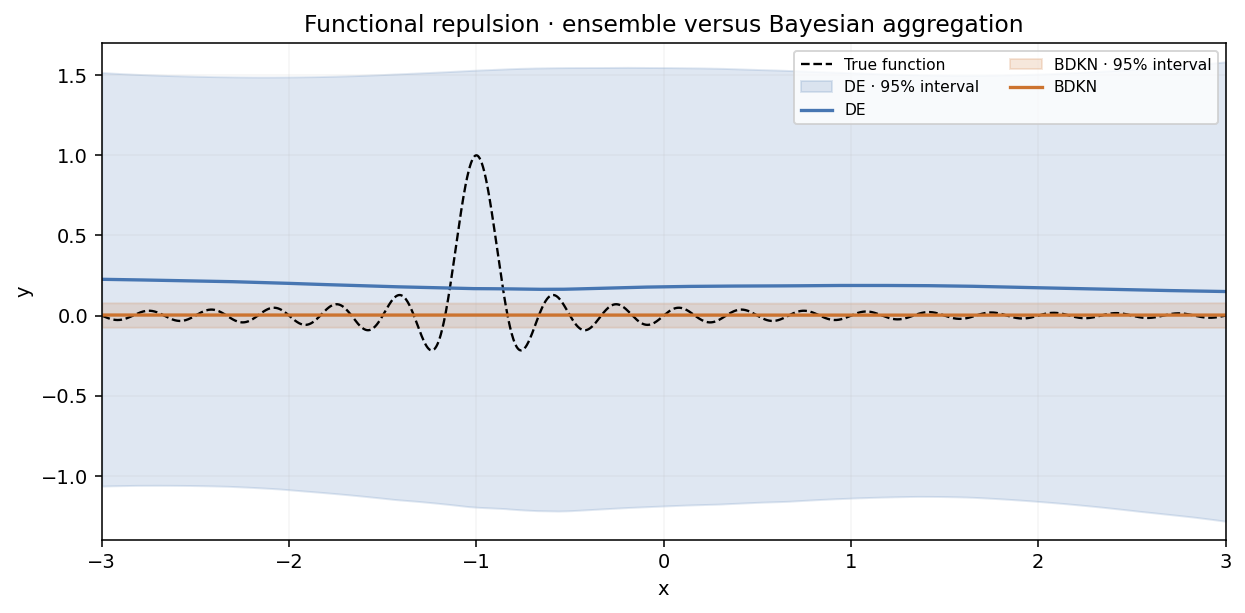 Functional repulsion · ensemble versus Bayesian aggregation
True function
DE · 95% interval
DE
BDKN · 95% interval
BDKN
y
1.5
1.0
0.5
0.0
−0.5
−1.0
−3 −2 −1 0 1 2 3
x